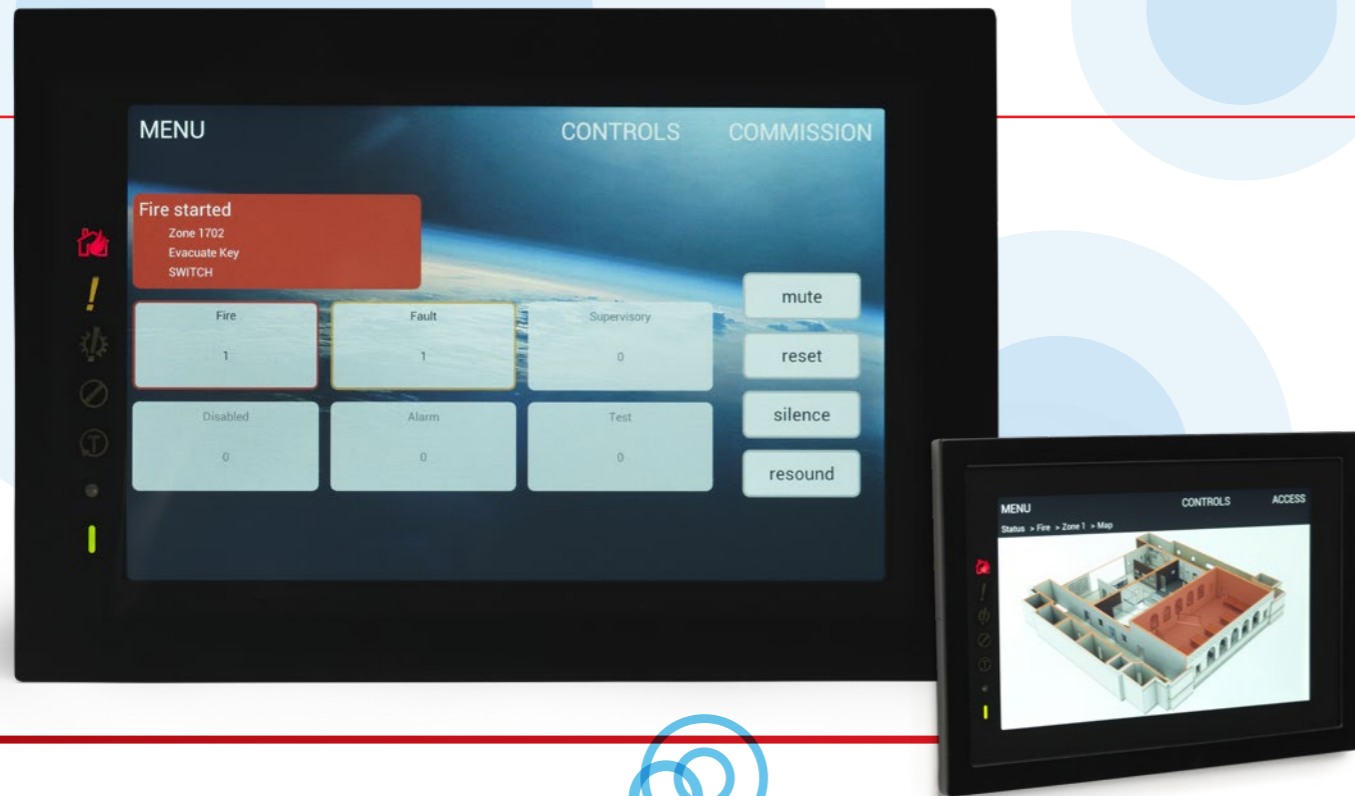 MENU
CONTROLS
COMMISSION
Fire started
Zone 1702
Evacuate Key
SWITCH
Fire
1
Fault
1
Supervisory
0
Disabled
0
Alarm
0
Test
0
mute
reset
silence
resound
MENU
CONTROLS
ACCESS
Status > Fire > Zone 1 > Map